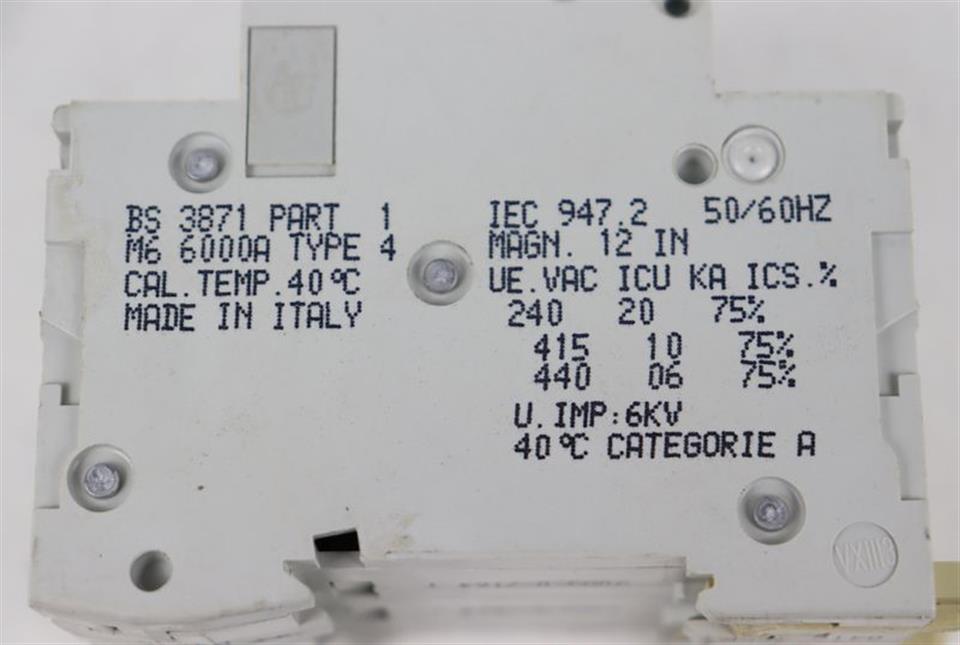 BS 3871 PART 1
M6 6000A TYPE 4
CAL.TEMP.40°C
MADE IN ITALY
IEC 947.2 50/60HZ
MAGN. 12 IN
UE.VAC ICU KA ICS.%
240 20 75%
415 10 75%
440 06 75%
U.IMP:6KV
40°C CATEGORIE A
VX1113